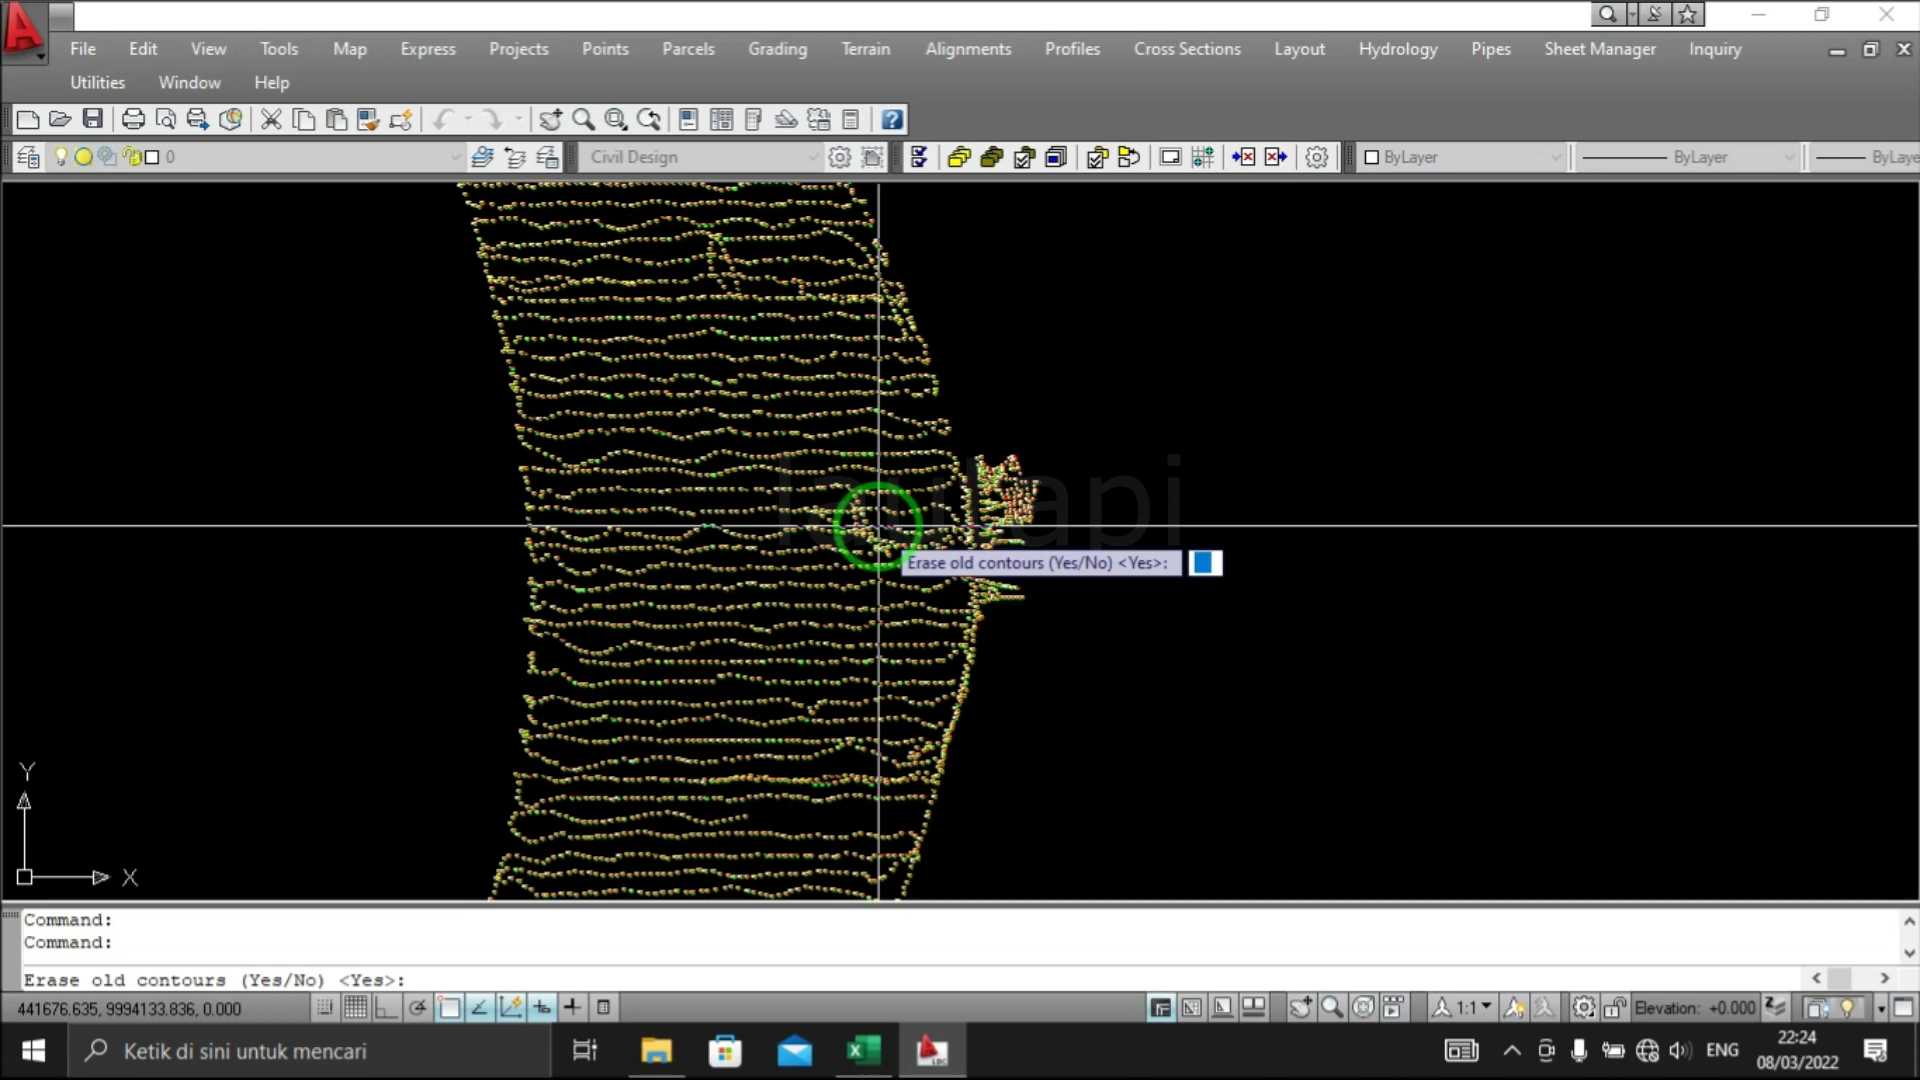 File Edit View Tools Map Express Projects Points Parcels Grading Terrain Alignments Profiles Cross Sections Layout Hydrology Pipes Sheet Manager Inquiry
Utilities Window Help
0
Civil Design
ByLayer
ByLayer
ByLaye
Erase old contours (Yes/No) <Yes>:
Y
X
Command:
Command:
Erase old contours (Yes/No) <Yes>:
441676.635, 9994133.836, 0.000
1:1
Elevation: +0.000
Ketik di sini untuk mencari
ENG
22:24
08/03/2022